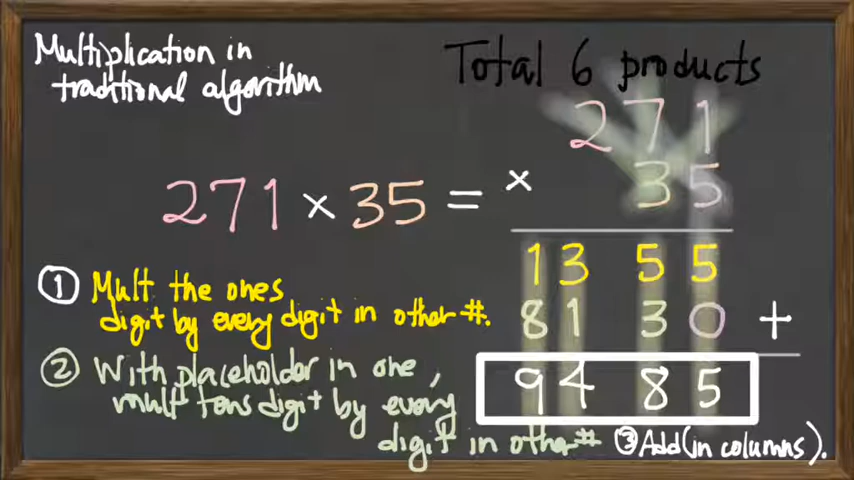 Multiplication in
traditional algorithm
Total 6 products
271
× 35
271 × 35 =
1355
8130 +
9485
① Mult the ones
digit by every digit in other #.
② With placeholder in one,
mult tens digit by every
digit in other #
③ Add (in columns).